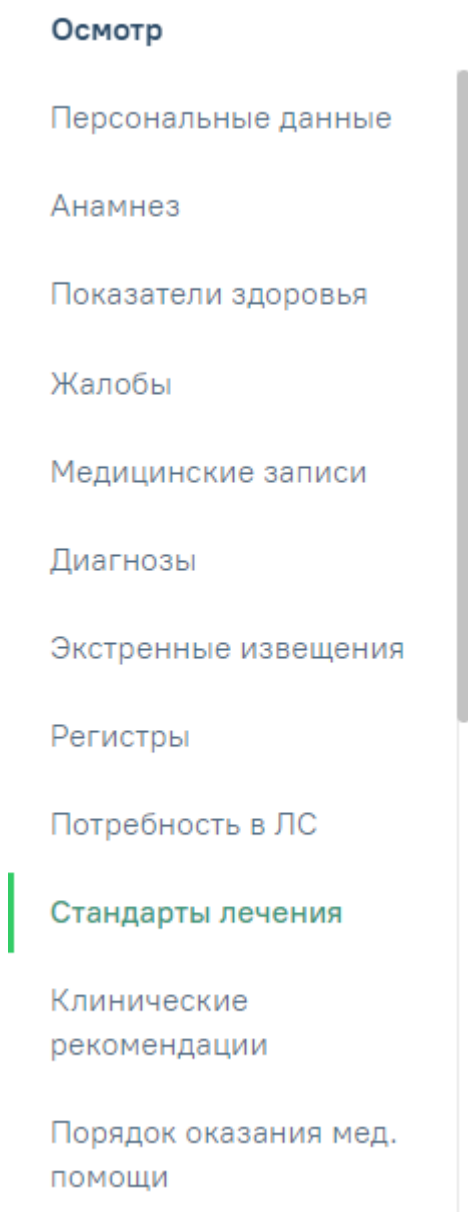 Осмотр
Персональные данные
Анамнез
Показатели здоровья
Жалобы
Медицинские записи
Диагнозы
Экстренные извещения
Регистры
Потребность в ЛС
Стандарты лечения
Клинические
рекомендации
Порядок оказания мед.
помощи